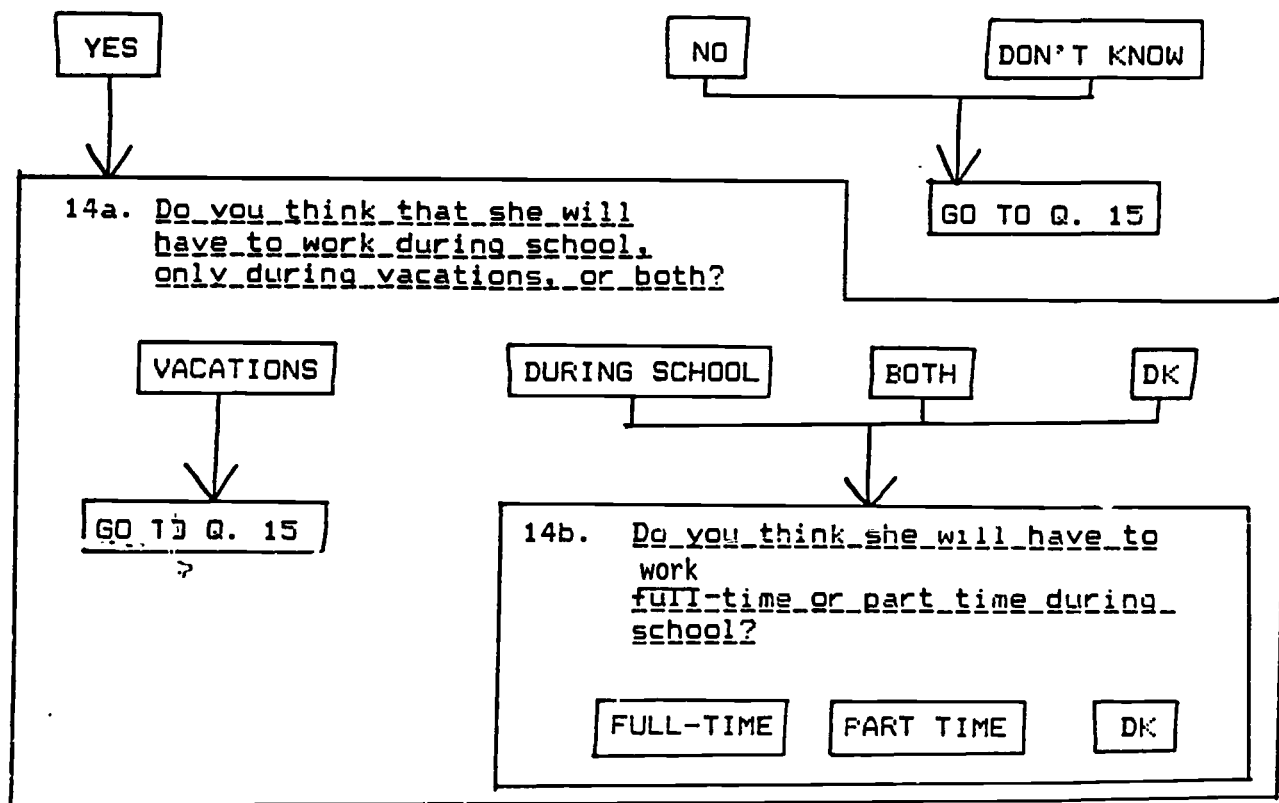 YES
NO
DON'T KNOW
GO TO Q. 15
14a. Do you think that she will
have to work during school,
only during vacations, or both?
VACATIONS
DURING SCHOOL
BOTH
DK
GO TO Q. 15
14b. Do you think she will have to
work
full-time or part time during
school?
FULL-TIME
PART TIME
DK